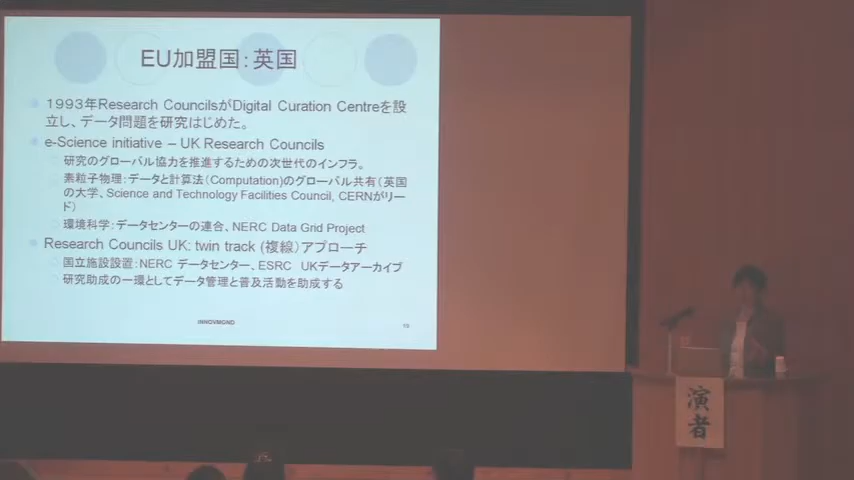 EU加盟国：英国
1993年Research CouncilsがDigital Curation Centreを設
立し、データ問題を研究はじめた。
e-Science initiative – UK Research Councils
研究のグローバル協力を推進するための次世代のインフラ。
素粒子物理：データと計算法（Computation)のグローバル共有（英国
の大学、Science and Technology Facilities Council, CERNがリー
ド）
環境科学：データセンターの連合、NERC Data Grid Project
Research Councils UK: twin track (複線）アプローチ
国立施設設置：NERC データセンター、ESRC UKデータアーカイブ
研究助成の一環としてデータ管理と普及活動を助成する
INNOVMOND
演者